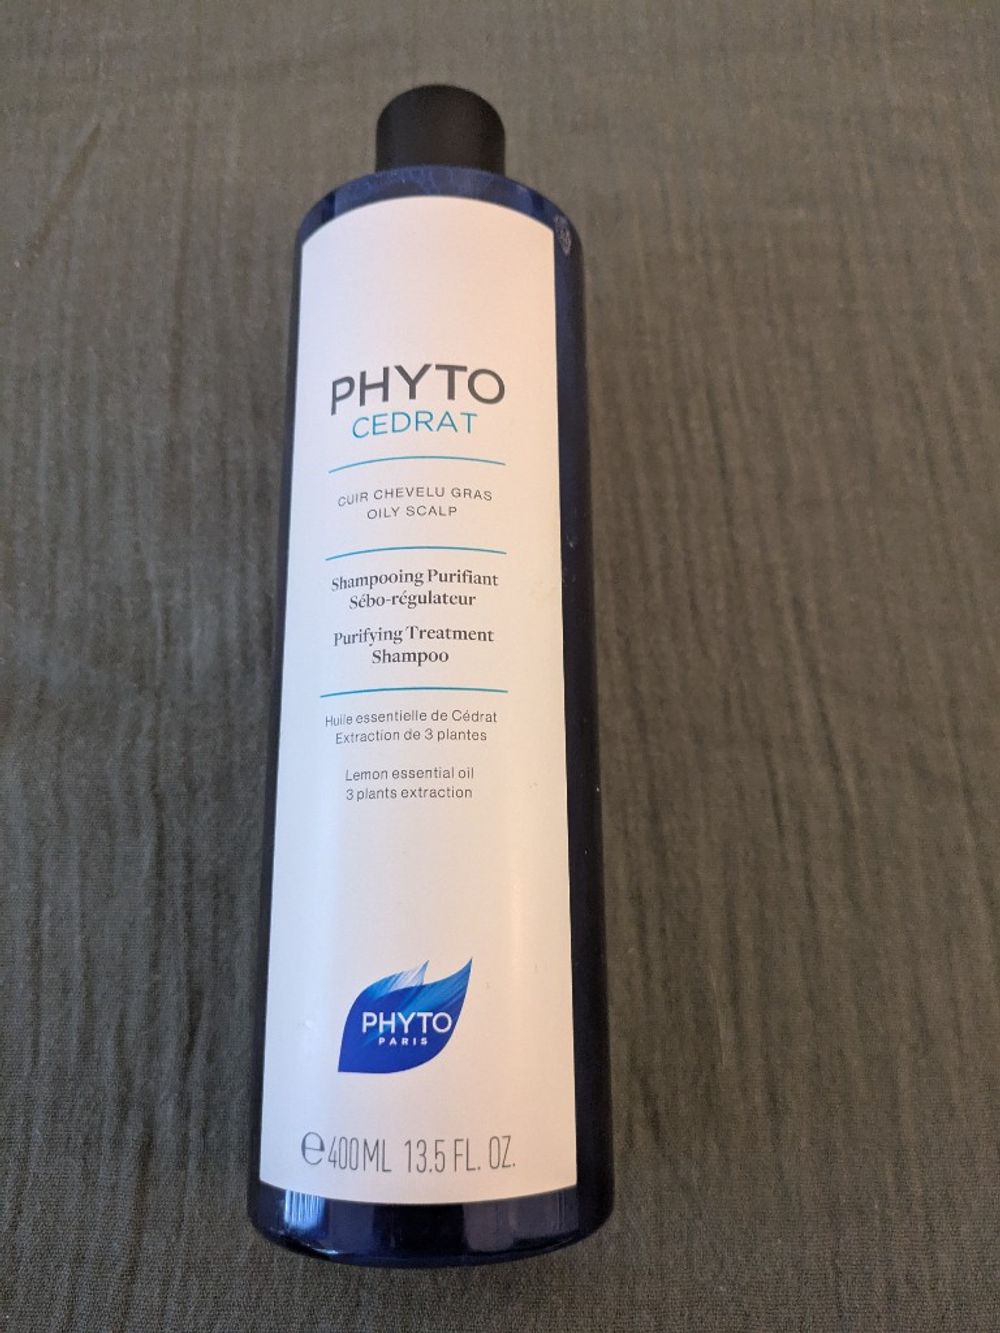 PHYTO
CEDRAT
CUIR CHEVELU GRAS
OILY SCALP
Shampooing Purifiant
Sébo-régulateur
Purifying Treatment
Shampoo
Huile essentielle de Cédrat
Extraction de 3 plantes
Lemon essential oil
3 plants extraction
PHYTO
PARIS
℮400ML 13.5 FL. OZ.